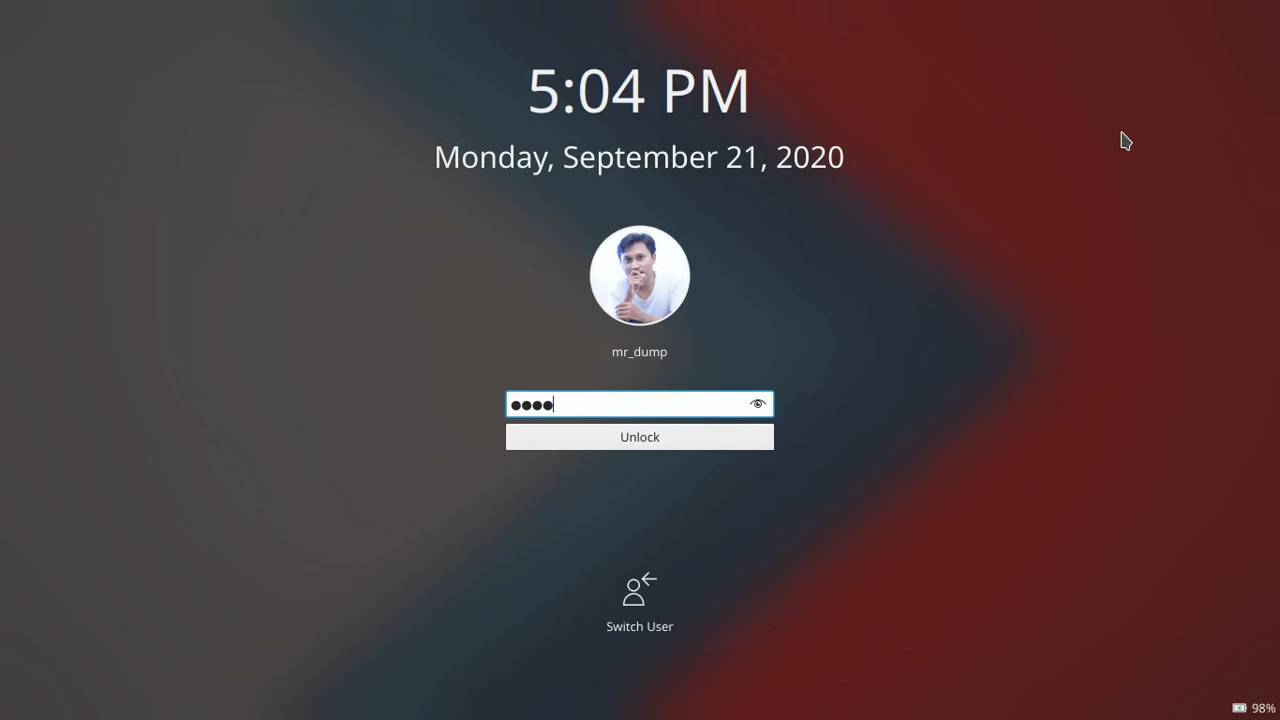 5:04 PM
Monday, September 21, 2020
mr_dump
●●●●
Unlock
Switch User
98%